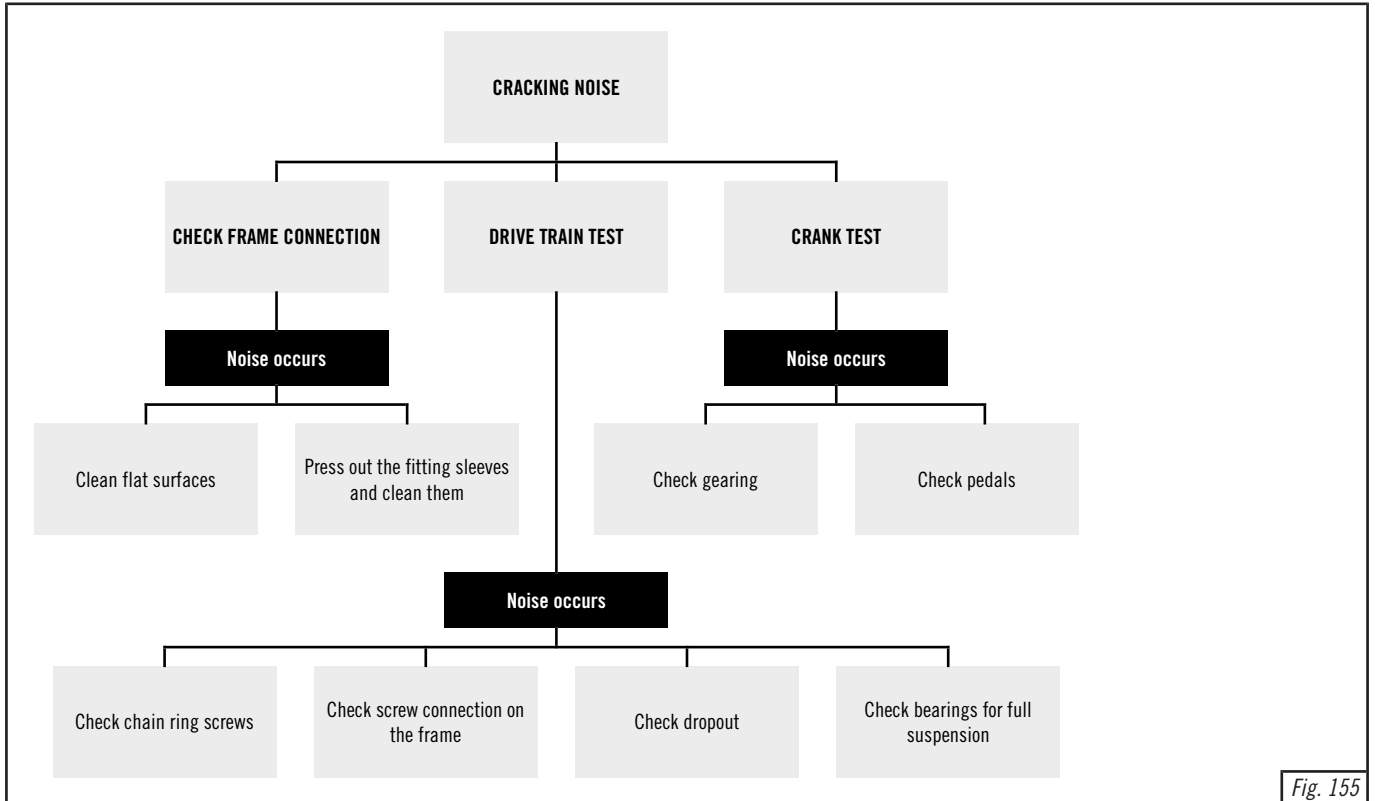 CRACKING NOISE
CHECK FRAME CONNECTION
DRIVE TRAIN TEST
CRANK TEST
Noise occurs
Noise occurs
Clean flat surfaces
Press out the fitting sleeves
and clean them
Check gearing
Check pedals
Noise occurs
Check chain ring screws
Check screw connection on
the frame
Check dropout
Check bearings for full
suspension
Fig. 155